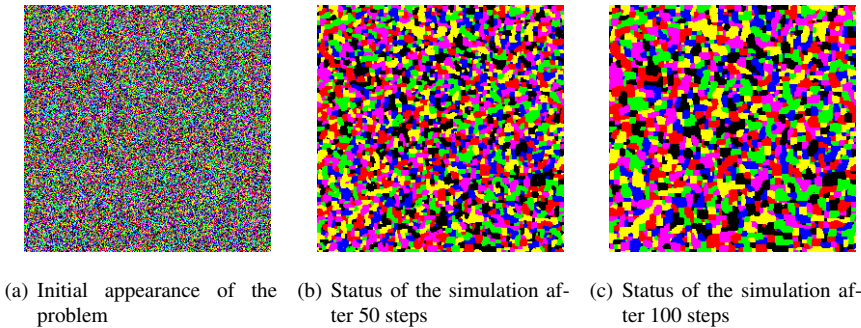 (a) Initial appearance of the
problem
(b) Status of the simulation af-
ter 50 steps
(c) Status of the simulation af-
ter 100 steps